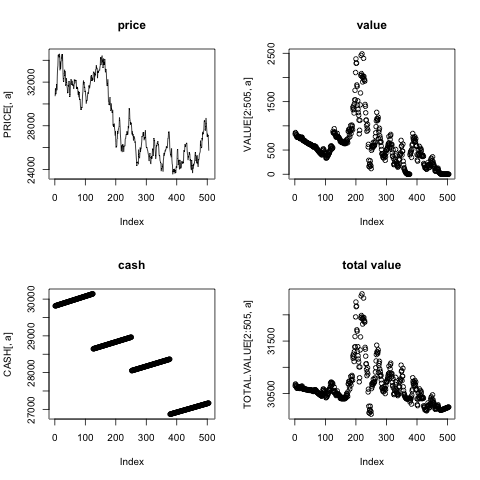 price
PRICE[, a]
24000 28000 32000
0 100 200 300 400 500
Index
value
VALUE[2:505, a]
0 500 1500 2500
0 100 200 300 400 500
Index
cash
CASH[, a]
27000 28000 29000 30000
0 100 200 300 400 500
Index
total value
TOTAL.VALUE[2:505, a]
30500 31500
0 100 200 300 400 500
Index